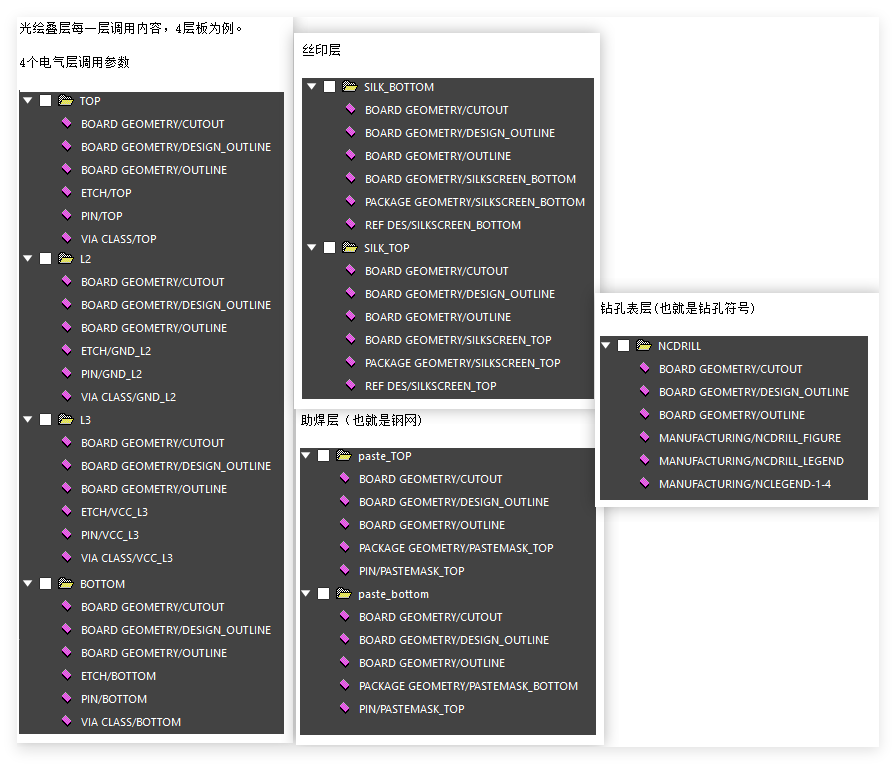 光绘叠层每一层调用内容，4层板为例。
4个电气层调用参数
TOP
BOARD GEOMETRY/CUTOUT
BOARD GEOMETRY/DESIGN_OUTLINE
BOARD GEOMETRY/OUTLINE
ETCH/TOP
PIN/TOP
VIA CLASS/TOP
L2
BOARD GEOMETRY/CUTOUT
BOARD GEOMETRY/DESIGN_OUTLINE
BOARD GEOMETRY/OUTLINE
ETCH/GND_L2
PIN/GND_L2
VIA CLASS/GND_L2
L3
BOARD GEOMETRY/CUTOUT
BOARD GEOMETRY/DESIGN_OUTLINE
BOARD GEOMETRY/OUTLINE
ETCH/VCC_L3
PIN/VCC_L3
VIA CLASS/VCC_L3
BOTTOM
BOARD GEOMETRY/CUTOUT
BOARD GEOMETRY/DESIGN_OUTLINE
BOARD GEOMETRY/OUTLINE
ETCH/BOTTOM
PIN/BOTTOM
VIA CLASS/BOTTOM
丝印层
SILK_BOTTOM
BOARD GEOMETRY/CUTOUT
BOARD GEOMETRY/DESIGN_OUTLINE
BOARD GEOMETRY/OUTLINE
BOARD GEOMETRY/SILKSCREEN_BOTTOM
PACKAGE GEOMETRY/SILKSCREEN_BOTTOM
REF DES/SILKSCREEN_BOTTOM
SILK_TOP
BOARD GEOMETRY/CUTOUT
BOARD GEOMETRY/DESIGN_OUTLINE
BOARD GEOMETRY/OUTLINE
BOARD GEOMETRY/SILKSCREEN_TOP
PACKAGE GEOMETRY/SILKSCREEN_TOP
REF DES/SILKSCREEN_TOP
助焊层（也就是钢网）
paste_TOP
BOARD GEOMETRY/CUTOUT
BOARD GEOMETRY/DESIGN_OUTLINE
BOARD GEOMETRY/OUTLINE
PACKAGE GEOMETRY/PASTEMASK_TOP
PIN/PASTEMASK_TOP
paste_bottom
BOARD GEOMETRY/CUTOUT
BOARD GEOMETRY/DESIGN_OUTLINE
BOARD GEOMETRY/OUTLINE
PACKAGE GEOMETRY/PASTEMASK_BOTTOM
PIN/PASTEMASK_TOP
钻孔表层(也就是钻孔符号)
NCDRILL
BOARD GEOMETRY/CUTOUT
BOARD GEOMETRY/DESIGN_OUTLINE
BOARD GEOMETRY/OUTLINE
MANUFACTURING/NCDRILL_FIGURE
MANUFACTURING/NCDRILL_LEGEND
MANUFACTURING/NCLEGEND-1-4